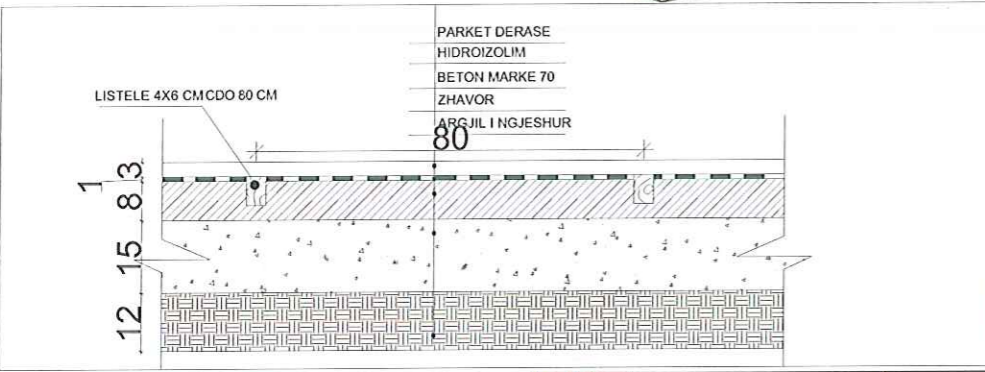 PARKET DERASE
HIDROIZOLIM
BETON MARKE 70
ZHAVOR
ARGJIL I NGJESHUR
LISTELE 4X6 CM CDO 80 CM
80
3
1
8
15
12